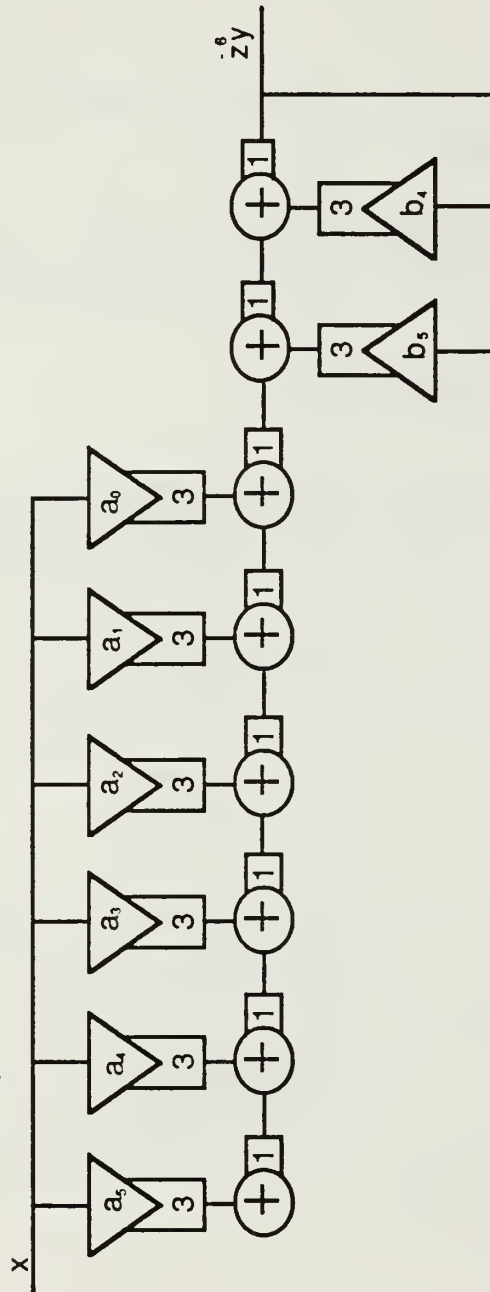 x
a₅ a₄ a₃ a₂ a₁ a₀
3 3 3 3 3 3
z⁻⁶y
+ 1 + 1 + 1 + 1 + 1 + 1 + 1 + 1
3 3
b₅ b₄